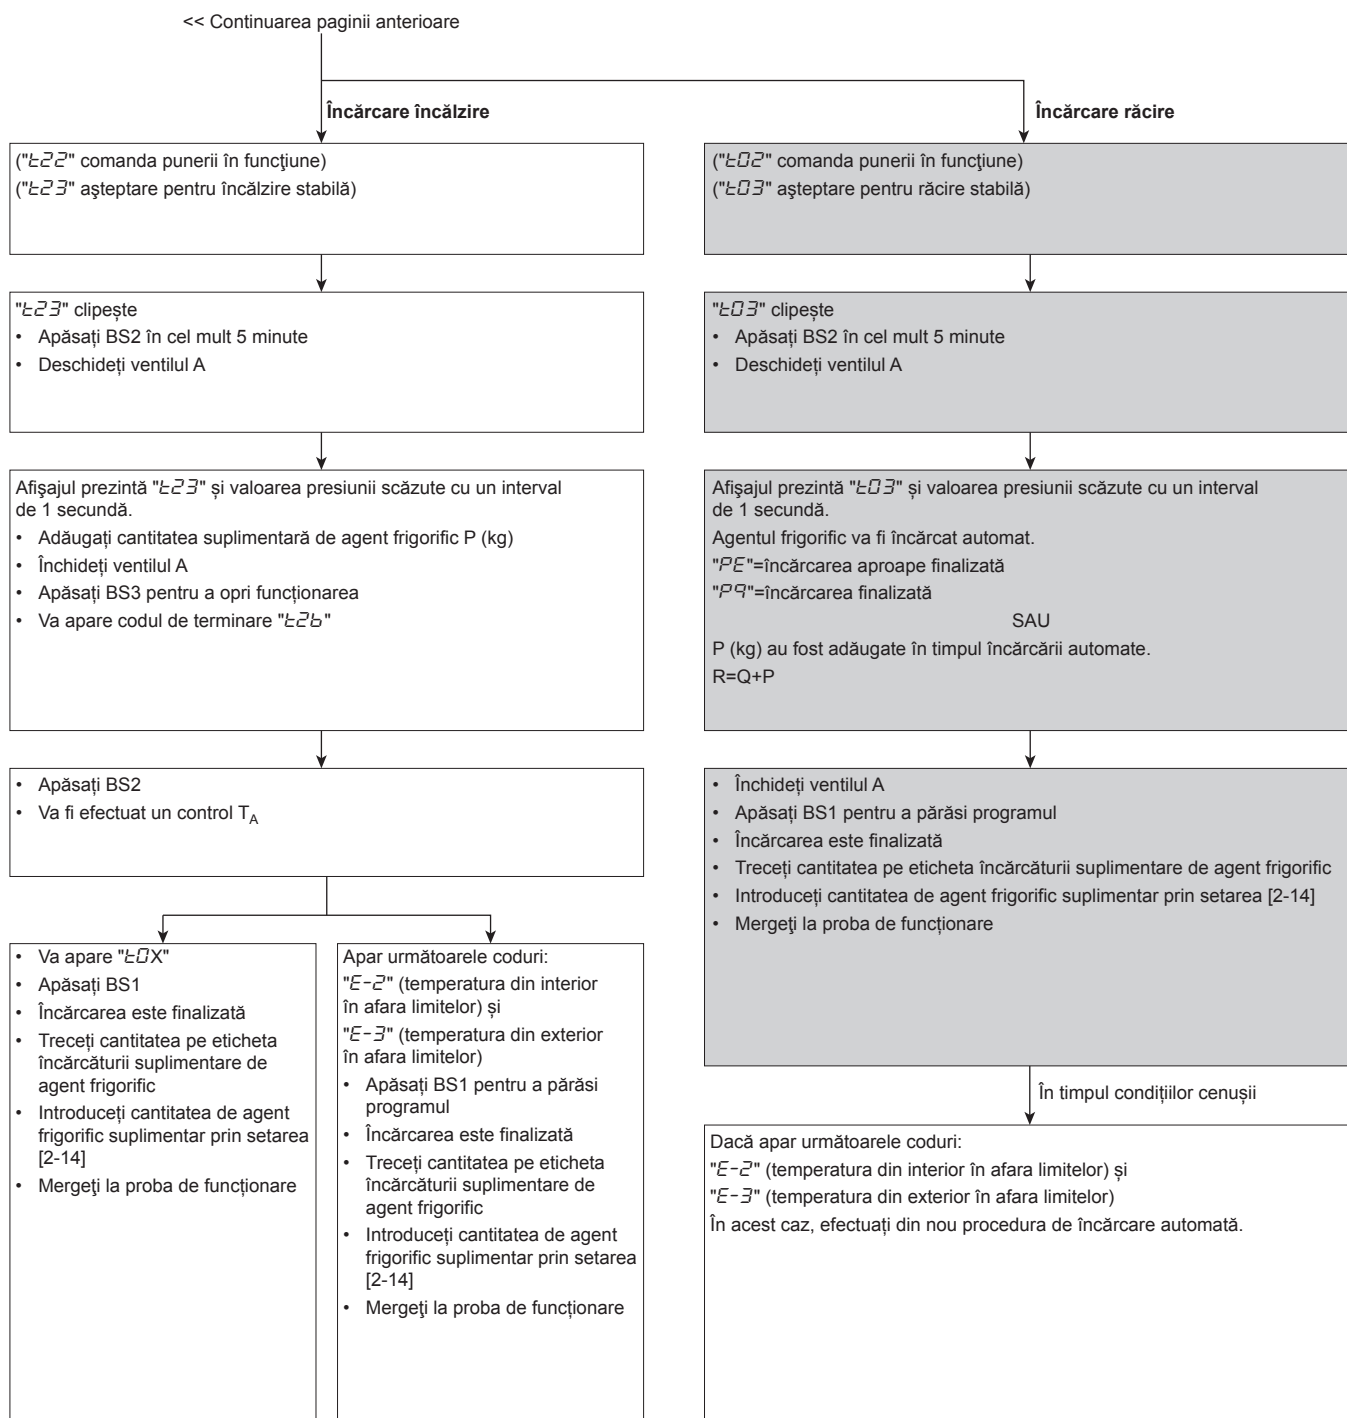 << Continuarea paginii anterioare
Încărcare încălzire
("t22" comanda punerii în funcţiune)
("t23" aşteptare pentru încălzire stabilă)
"t23" clipește
• Apăsați BS2 în cel mult 5 minute
• Deschideți ventilul A
Afişajul prezintă "t23" și valoarea presiunii scăzute cu un interval
de 1 secundă.
• Adăugați cantitatea suplimentară de agent frigorific P (kg)
• Închideți ventilul A
• Apăsați BS3 pentru a opri funcționarea
• Va apare codul de terminare "t26"
• Apăsați BS2
• Va fi efectuat un control TA
• Va apare "t0X"
• Apăsați BS1
• Încărcarea este finalizată
• Treceți cantitatea pe eticheta
încărcăturii suplimentare de
agent frigorific
• Introduceți cantitatea de agent
frigorific suplimentar prin setarea
[2-14]
• Mergeţi la proba de funcționare
Apar următoarele coduri:
"E-2" (temperatura din interior
în afara limitelor) și
"E-3" (temperatura din exterior
în afara limitelor)
• Apăsați BS1 pentru a părăsi
programul
• Încărcarea este finalizată
• Treceți cantitatea pe eticheta
încărcăturii suplimentare de
agent frigorific
• Introduceți cantitatea de agent
frigorific suplimentar prin setarea
[2-14]
• Mergeţi la proba de funcționare
Încărcare răcire
("t02" comanda punerii în funcţiune)
("t03" aşteptare pentru răcire stabilă)
"t03" clipește
• Apăsați BS2 în cel mult 5 minute
• Deschideți ventilul A
Afişajul prezintă "t03" și valoarea presiunii scăzute cu un interval
de 1 secundă.
Agentul frigorific va fi încărcat automat.
"PE"=încărcarea aproape finalizată
"P9"=încărcarea finalizată
SAU
P (kg) au fost adăugate în timpul încărcării automate.
R=Q+P
• Închideți ventilul A
• Apăsați BS1 pentru a părăsi programul
• Încărcarea este finalizată
• Treceți cantitatea pe eticheta încărcăturii suplimentare de agent frigorific
• Introduceți cantitatea de agent frigorific suplimentar prin setarea [2-14]
• Mergeţi la proba de funcționare
În timpul condițiilor cenușii
Dacă apar următoarele coduri:
"E-2" (temperatura din interior în afara limitelor) și
"E-3" (temperatura din exterior în afara limitelor)
În acest caz, efectuați din nou procedura de încărcare automată.